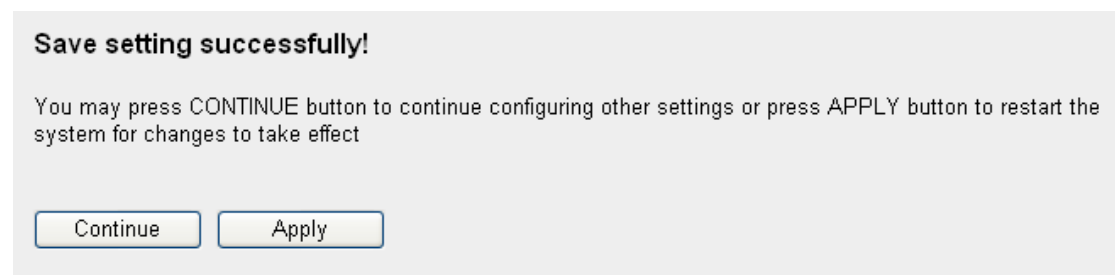 Save setting successfully!
You may press CONTINUE button to continue configuring other settings or press APPLY button to restart the
system for changes to take effect
Continue
Apply